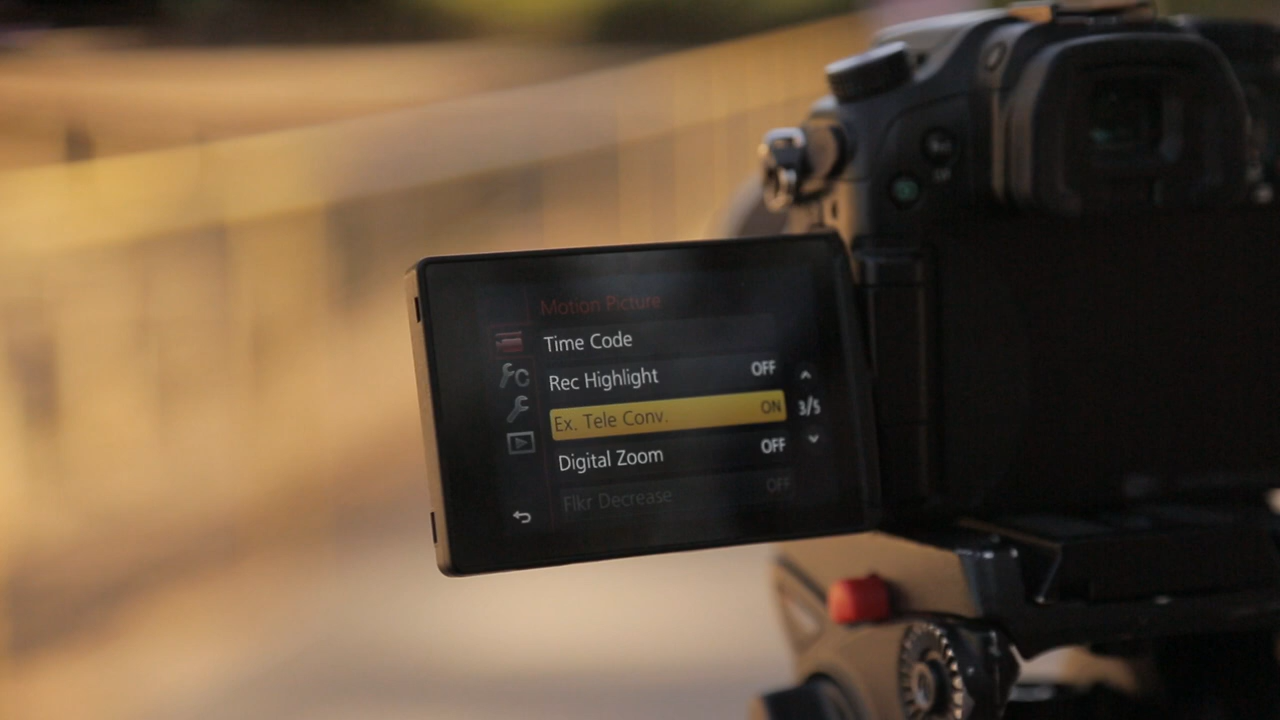 Motion Picture
Time Code
Rec Highlight OFF
Ex. Tele Conv. ON
3/5
Digital Zoom OFF
Flkr Decrease OFF